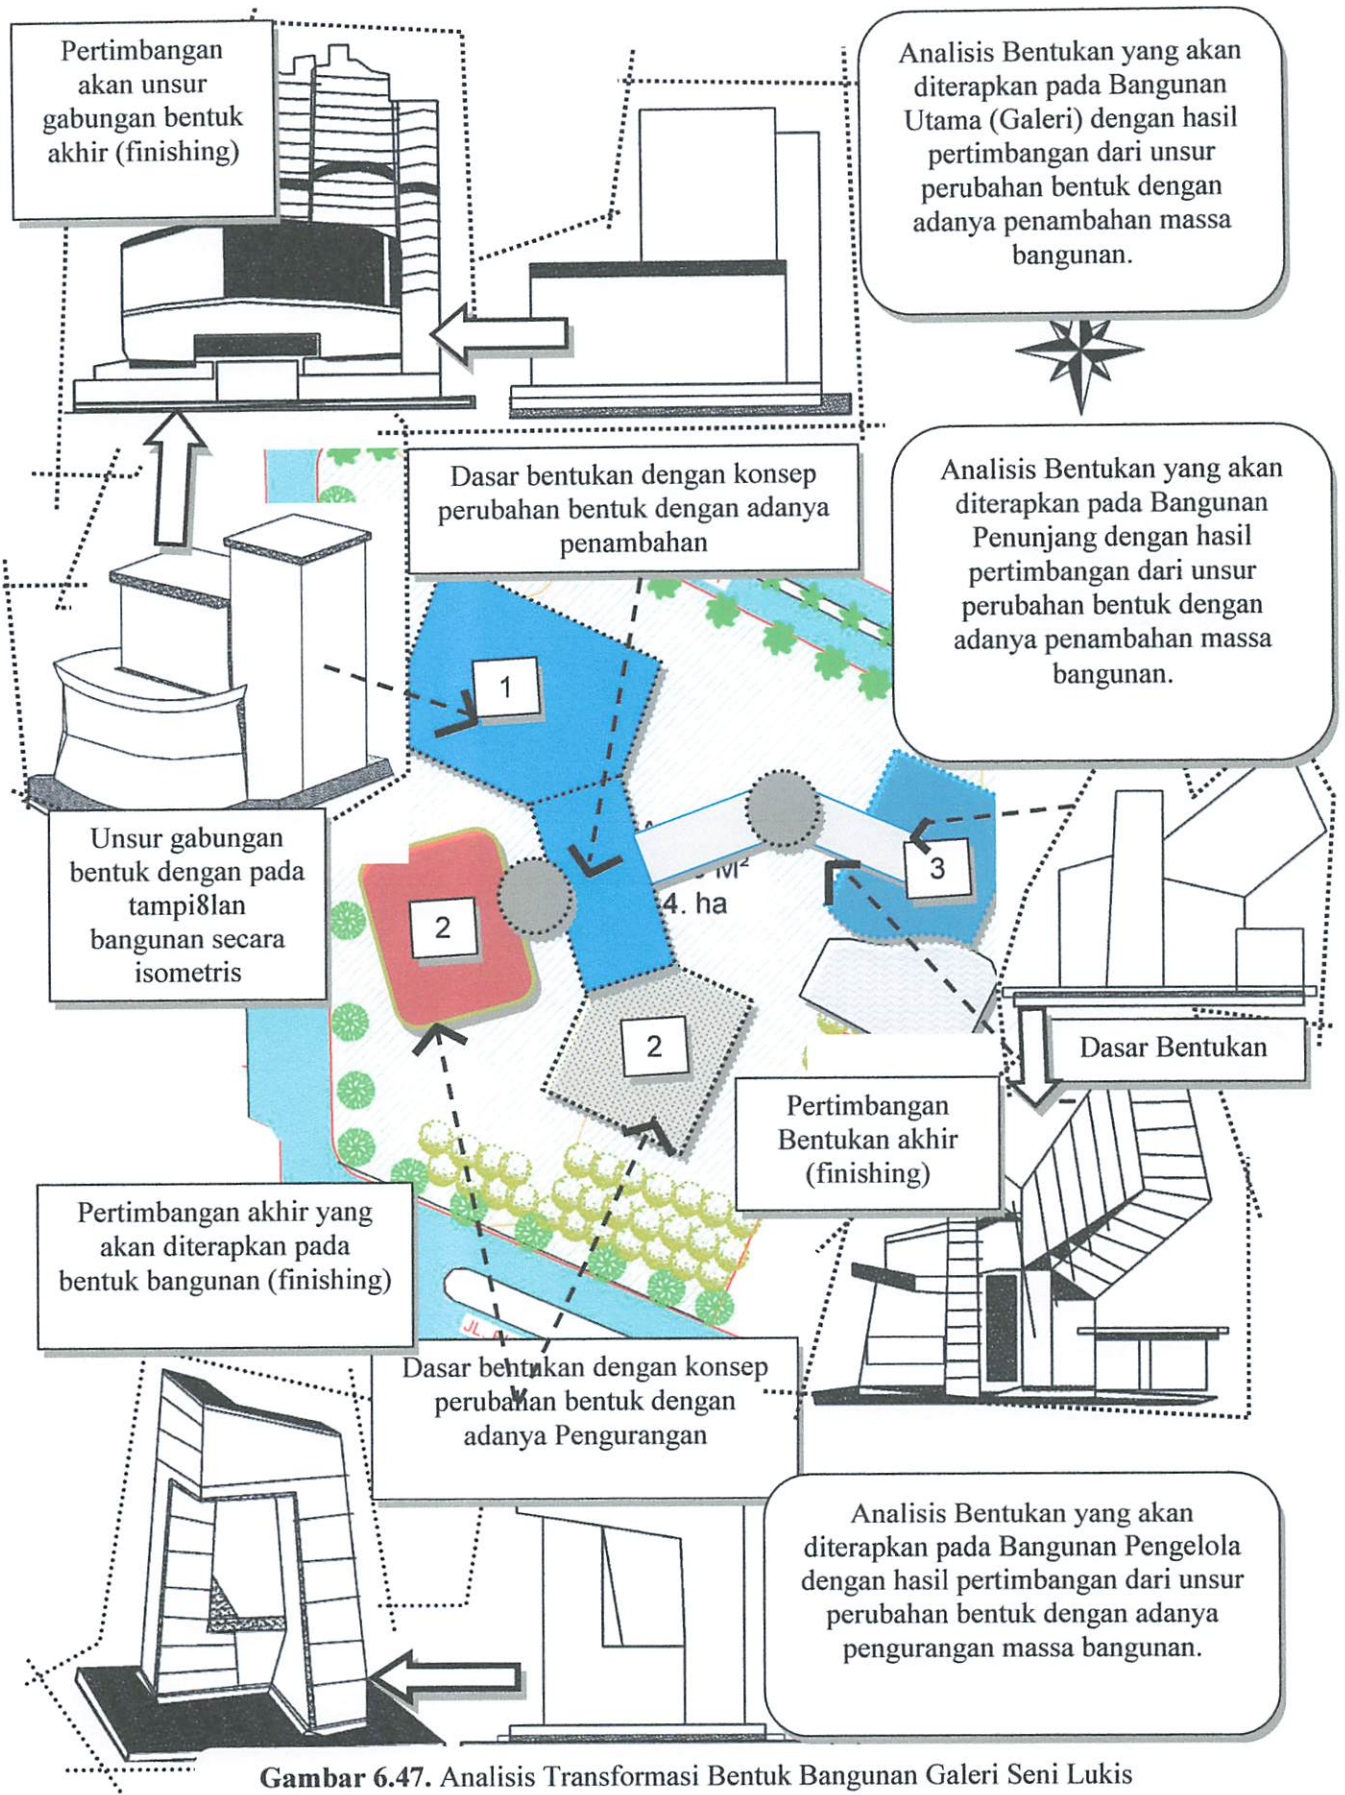 Pertimbangan
akan unsur
gabungan bentuk
akhir (finishing)
Analisis Bentukan yang akan
diterapkan pada Bangunan
Utama (Galeri) dengan hasil
pertimbangan dari unsur
perubahan bentuk dengan
adanya penambahan massa
bangunan.
Dasar bentukan dengan konsep
perubahan bentuk dengan adanya
penambahan
Analisis Bentukan yang akan
diterapkan pada Bangunan
Penunjang dengan hasil
pertimbangan dari unsur
perubahan bentuk dengan
adanya penambahan massa
bangunan.
1
Unsur gabungan
bentuk dengan pada
tampi8lan
bangunan secara
isometris
2
3
M²
4. ha
2
Dasar Bentukan
Pertimbangan
Bentukan akhir
(finishing)
Pertimbangan akhir yang
akan diterapkan pada
bentuk bangunan (finishing)
JL.
Dasar bentukan dengan konsep
perubahan bentuk dengan
adanya Pengurangan
Analisis Bentukan yang akan
diterapkan pada Bangunan Pengelola
dengan hasil pertimbangan dari unsur
perubahan bentuk dengan adanya
pengurangan massa bangunan.
Gambar 6.47. Analisis Transformasi Bentuk Bangunan Galeri Seni Lukis